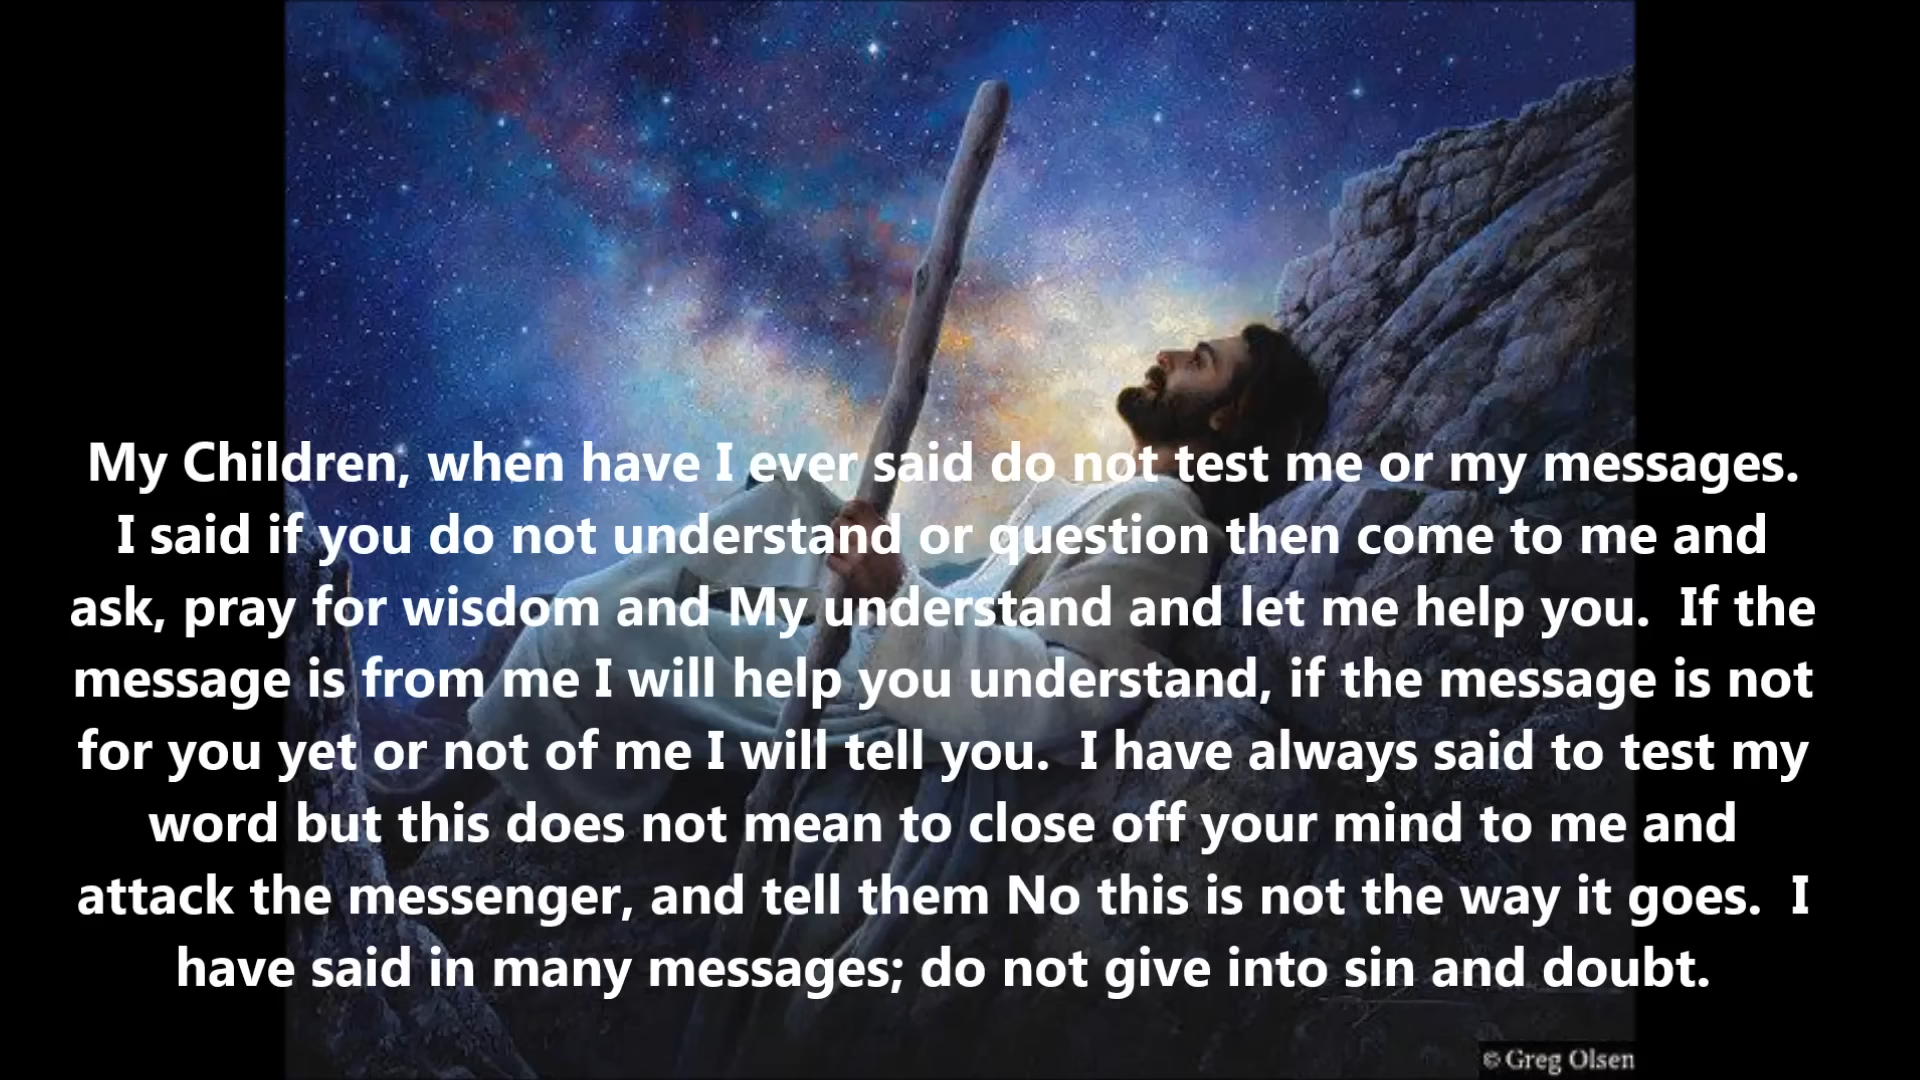 My Children, when have I ever said do not test me or my messages.
I said if you do not understand or question then come to me and
ask, pray for wisdom and My understand and let me help you.  If the
message is from me I will help you understand, if the message is not
for you yet or not of me I will tell you.  I have always said to test my
word but this does not mean to close off your mind to me and
attack the messenger, and tell them No this is not the way it goes.  I
have said in many messages; do not give into sin and doubt.
© Greg Olsen